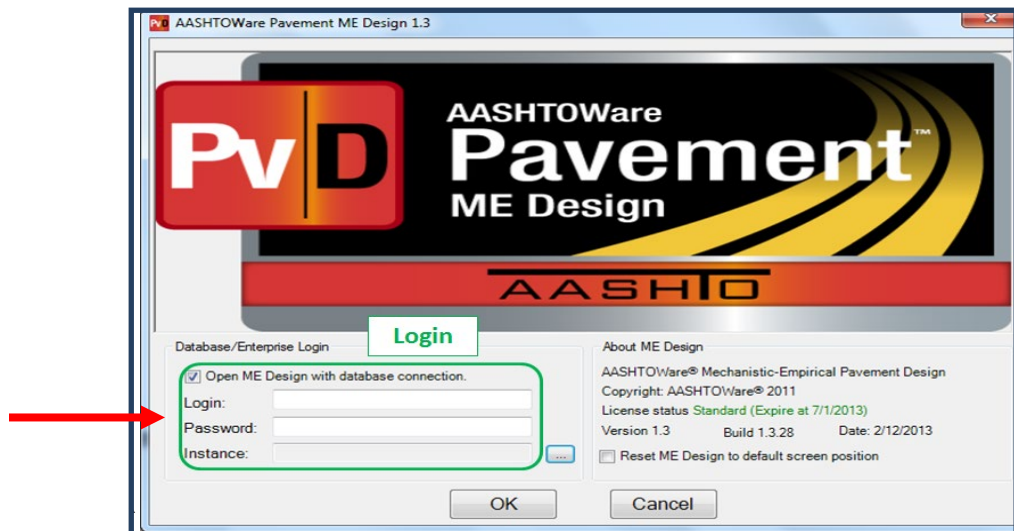 PvD AASHTOWare Pavement ME Design 1.3
PvD
AASHTOWare
Pavement™
ME Design
AASHTO
Login
Database/Enterprise Login
Open ME Design with database connection.
Login:
Password:
Instance:
...
About ME Design
AASHTOWare® Mechanistic-Empirical Pavement Design
Copyright: AASHTOWare® 2011
License status Standard (Expire at 7/1/2013)
Version 1.3 Build 1.3.28 Date: 2/12/2013
Reset ME Design to default screen position
OK Cancel